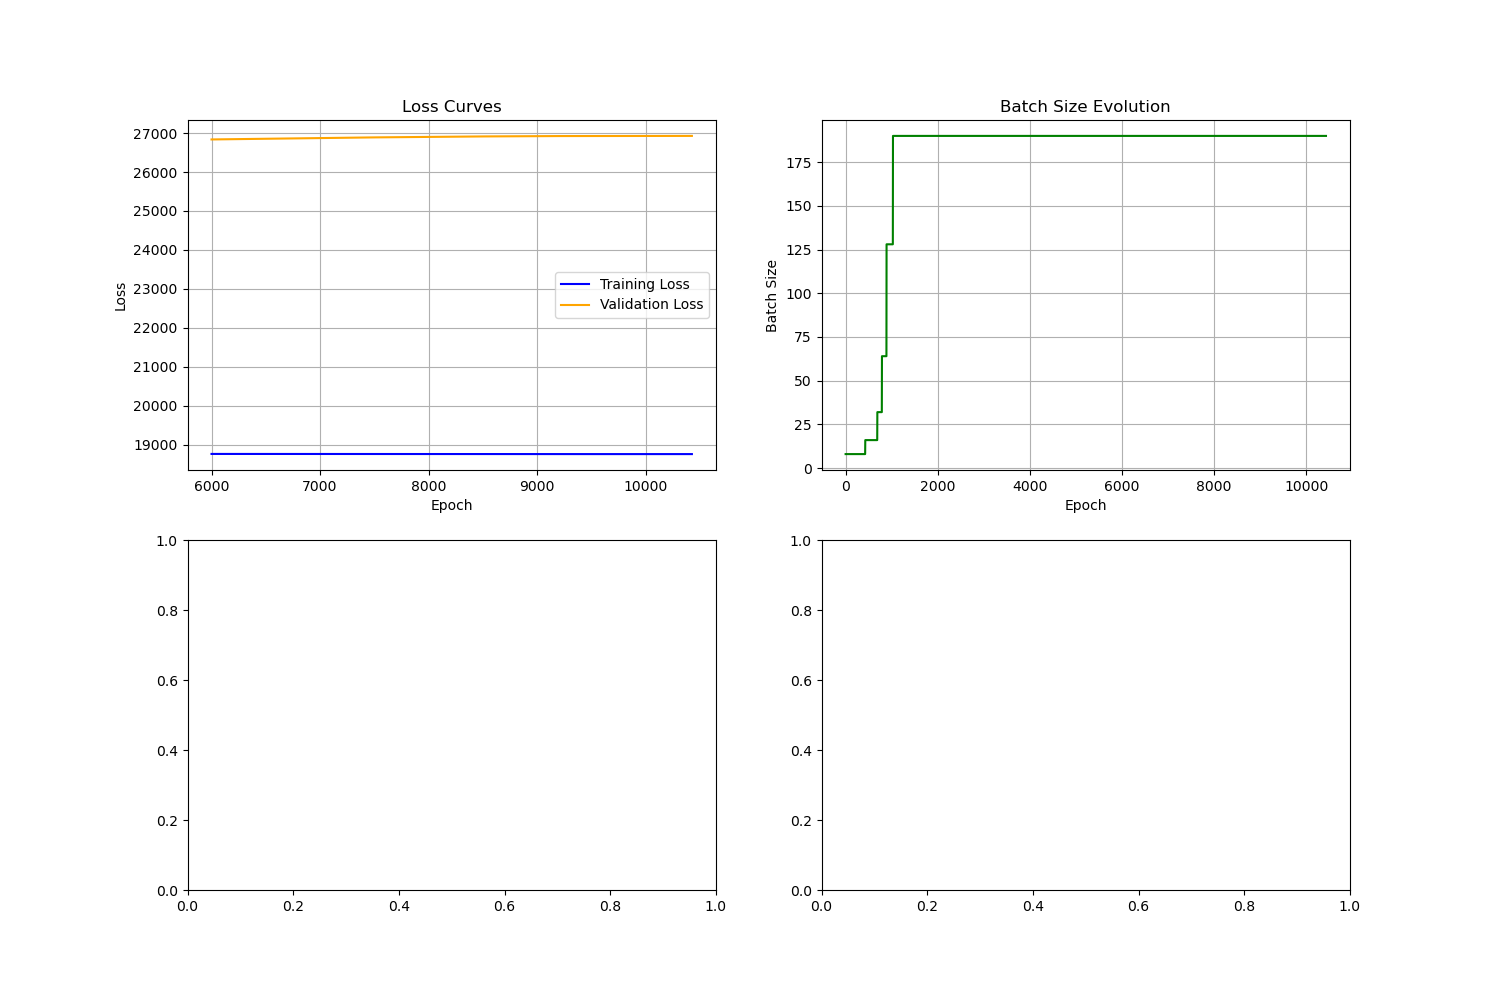 Loss Curves
27000
26000
25000
24000
23000
22000
21000
20000
19000
Loss
Training Loss
Validation Loss
6000 7000 8000 9000 10000
Epoch
Batch Size Evolution
175
150
125
100
75
50
25
0
Batch Size
0 2000 4000 6000 8000 10000
Epoch
1.0
0.8
0.6
0.4
0.2
0.0
0.0 0.2 0.4 0.6 0.8 1.0
1.0
0.8
0.6
0.4
0.2
0.0
0.0 0.2 0.4 0.6 0.8 1.0